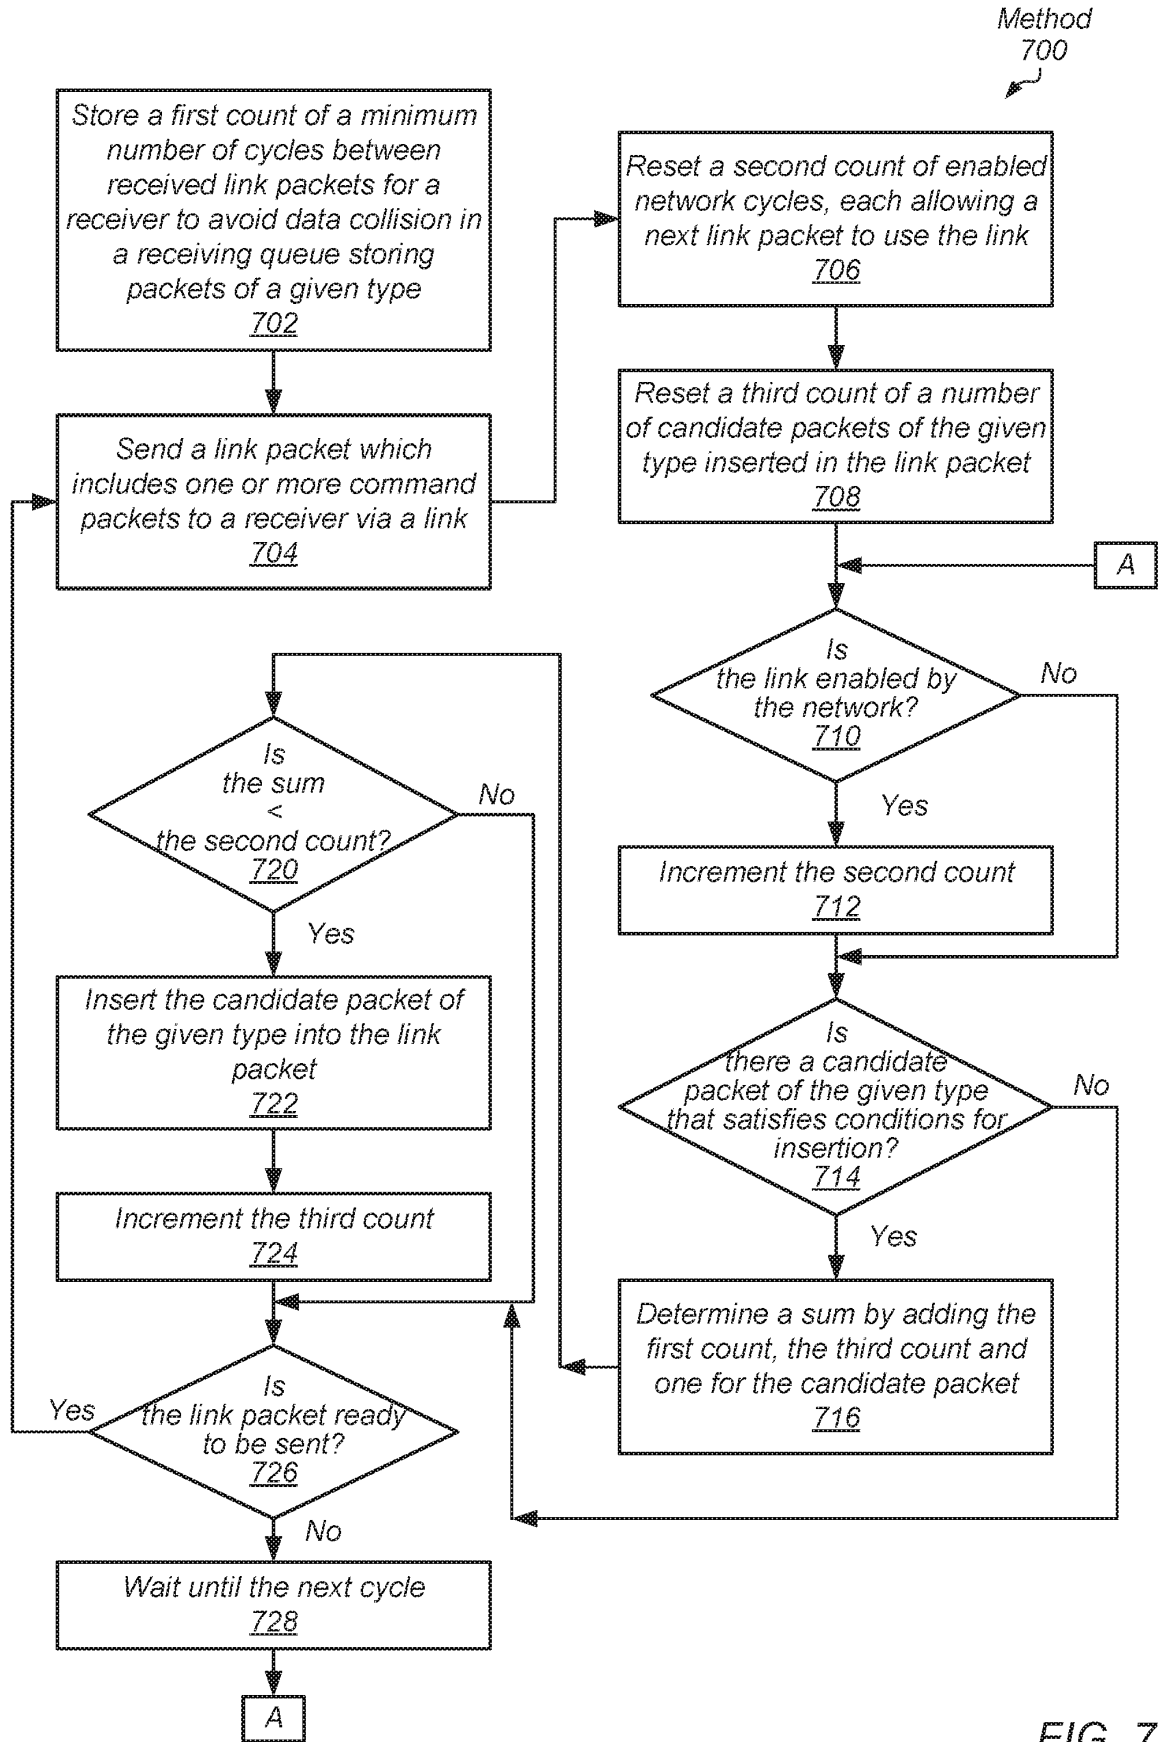 Method
700
Store a first count of a minimum
number of cycles between
received link packets for a
receiver to avoid data collision in
a receiving queue storing
packets of a given type
702
Send a link packet which
includes one or more command
packets to a receiver via a link
704
Reset a second count of enabled
network cycles, each allowing a
next link packet to use the link
706
Reset a third count of a number
of candidate packets of the given
type inserted in the link packet
708
A
Is
the link enabled by
the network?
710
No
Yes
Increment the second count
712
Is
there a candidate
packet of the given type
that satisfies conditions for
insertion?
714
No
Yes
Determine a sum by adding the
first count, the third count and
one for the candidate packet
716
Is
the sum
<
the second count?
720
No
Yes
Insert the candidate packet of
the given type into the link
packet
722
Increment the third count
724
Is
the link packet ready
to be sent?
726
Yes
No
Wait until the next cycle
728
A
FIG. 7